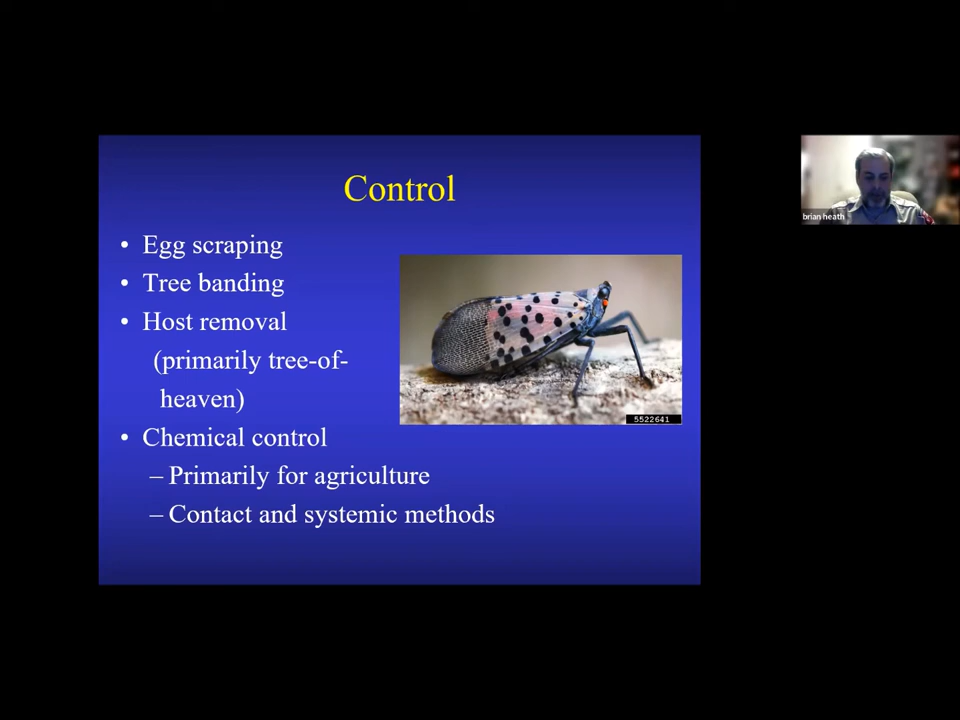 Control
• Egg scraping
• Tree banding
• Host removal
(primarily tree-of-
heaven)
• Chemical control
– Primarily for agriculture
– Contact and systemic methods
5522641
brian heath